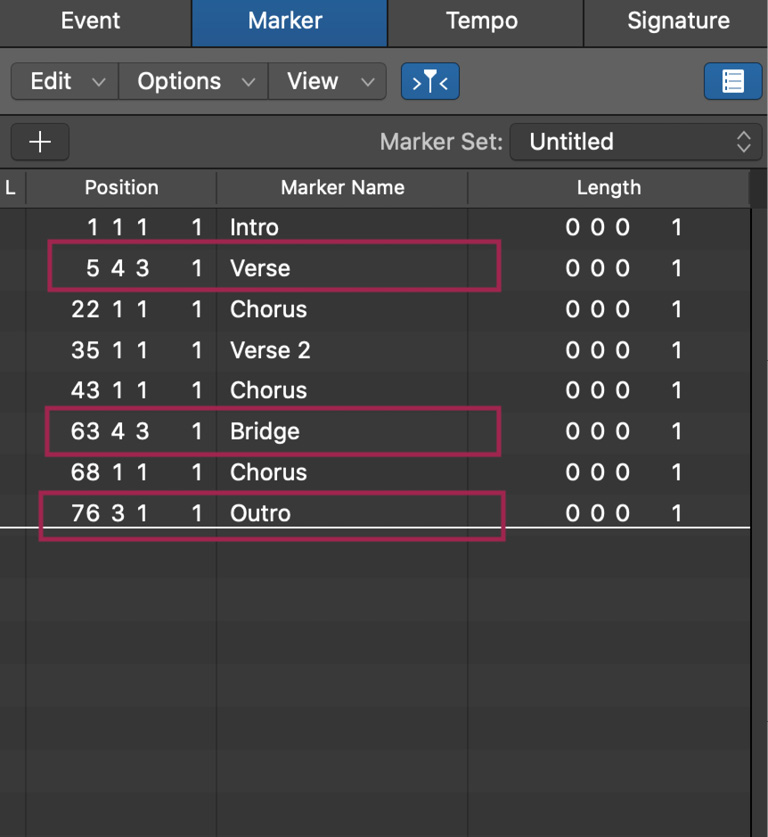 Event Marker Tempo Signature
Edit Options View
+ Marker Set: Untitled
L Position Marker Name Length
1 1 1 1 Intro 0 0 0 1
5 4 3 1 Verse 0 0 0 1
22 1 1 1 Chorus 0 0 0 1
35 1 1 1 Verse 2 0 0 0 1
43 1 1 1 Chorus 0 0 0 1
63 4 3 1 Bridge 0 0 0 1
68 1 1 1 Chorus 0 0 0 1
76 3 1 1 Outro 0 0 0 1